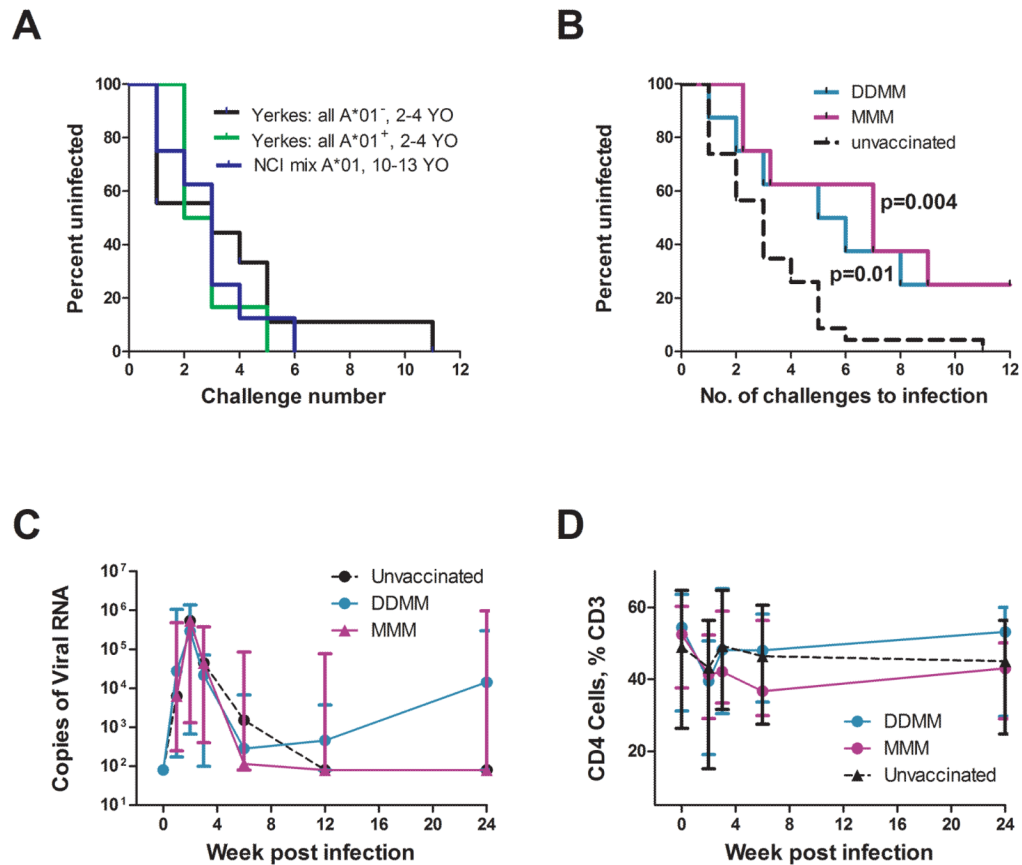 A
B
100
80
60
40
20
0
Percent uninfected
0 2 4 6 8 10 12
Challenge number
Yerkes: all A*01⁻, 2-4 YO
Yerkes: all A*01⁺, 2-4 YO
NCI mix A*01, 10-13 YO
100
80
60
40
20
0
Percent uninfected
0 2 4 6 8 10 12
No. of challenges to infection
DDMM
MMM
unvaccinated
p=0.004
p=0.01
C
D
10⁷
10⁶
10⁵
10⁴
10³
10²
10¹
Copies of Viral RNA
0 4 8 12 16 20 24
Week post infection
Unvaccinated
DDMM
MMM
60
40
20
CD4 Cells, % CD3
0 4 8 12 16 20 24
Week post infection
DDMM
MMM
Unvaccinated